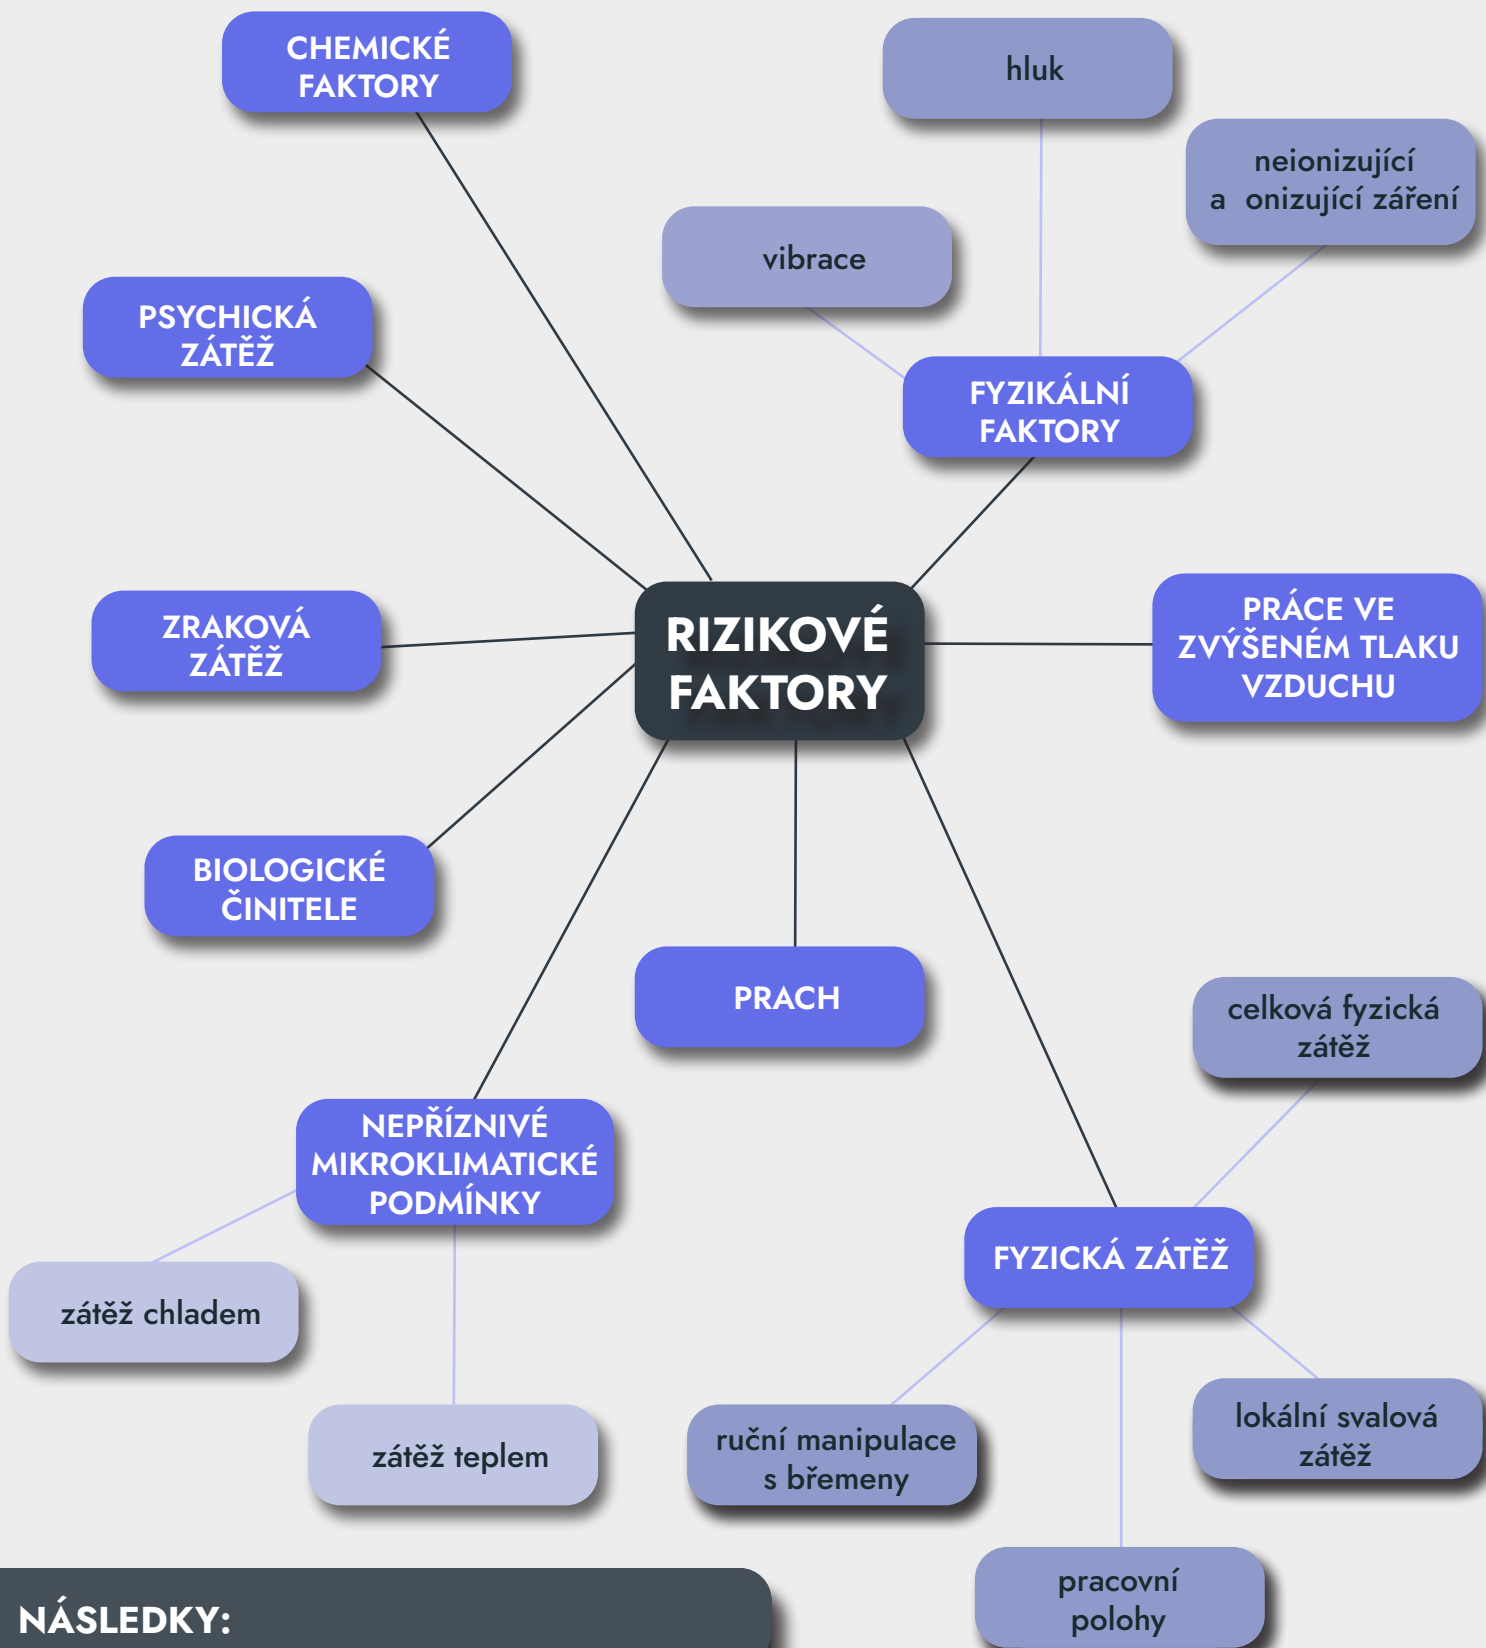 CHEMICKÉ
FAKTORY
hluk
neionizující
a  onizující záření
vibrace
PSYCHICKÁ
ZÁTĚŽ
FYZIKÁLNÍ
FAKTORY
ZRAKOVÁ
ZÁTĚŽ
RIZIKOVÉ
FAKTORY
PRÁCE VE
ZVÝŠENÉM TLAKU
VZDUCHU
BIOLOGICKÉ
ČINITELE
PRACH
celková fyzická
zátěž
NEPŘÍZNIVÉ
MIKROKLIMATICKÉ
PODMÍNKY
FYZICKÁ ZÁTĚŽ
zátěž chladem
zátěž teplem
ruční manipulace
s břemeny
lokální svalová
zátěž
pracovní
polohy
NÁSLEDKY: